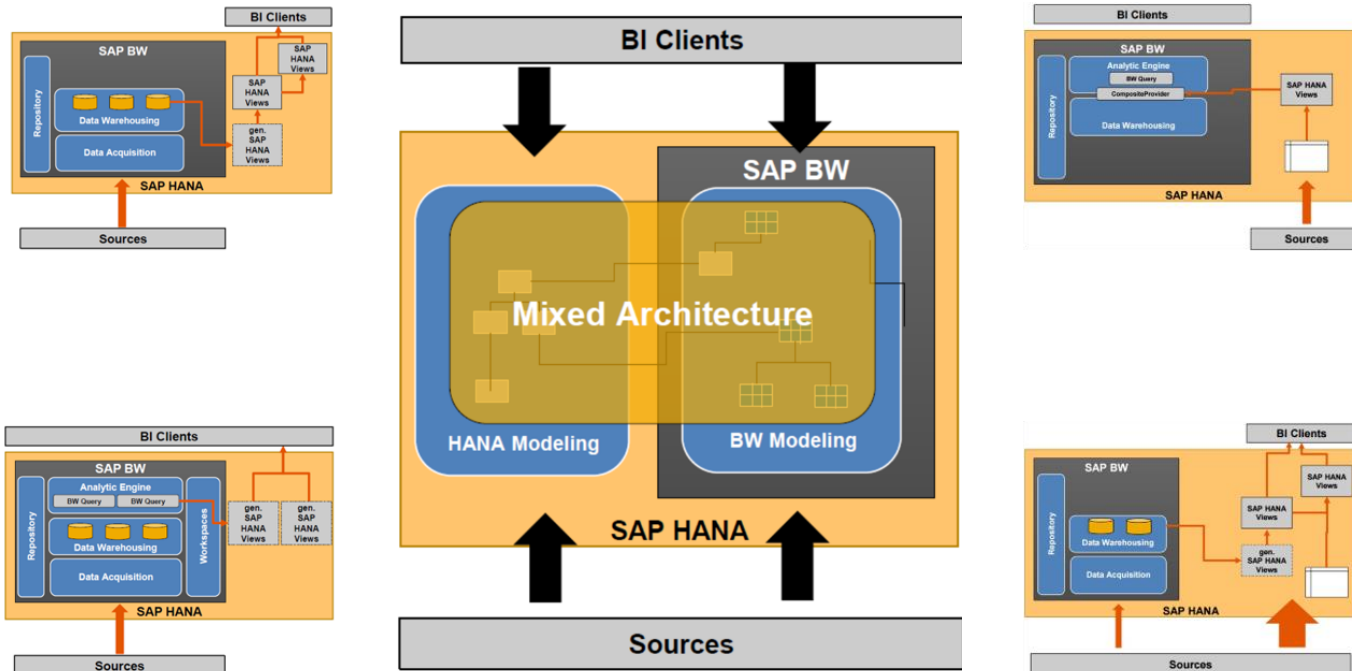 BI Clients
SAP BW
SAP
HANA
Views
SAP
HANA
Views
Repository
Data Warehousing
gen.
SAP
HANA
Views
Data Acquisition
SAP HANA
Sources
BI Clients
SAP BW
Mixed Architecture
HANA Modeling
BW Modeling
SAP HANA
Sources
BI Clients
SAP BW
Analytic Engine
BW Query
CompositeProvider
SAP HANA
Views
Repository
Data Warehousing
SAP HANA
Sources
BI Clients
SAP BW
Analytic Engine
BW Query
BW Query
gen.
SAP
HANA
Views
gen.
SAP
HANA
Views
Repository
Data Warehousing
Workspaces
Data Acquisition
SAP HANA
Sources
BI Clients
SAP BW
SAP HANA
Views
SAP HANA
Views
Repository
Data Warehousing
gen.
SAP HANA
Views
Data Acquisition
SAP HANA
Sources